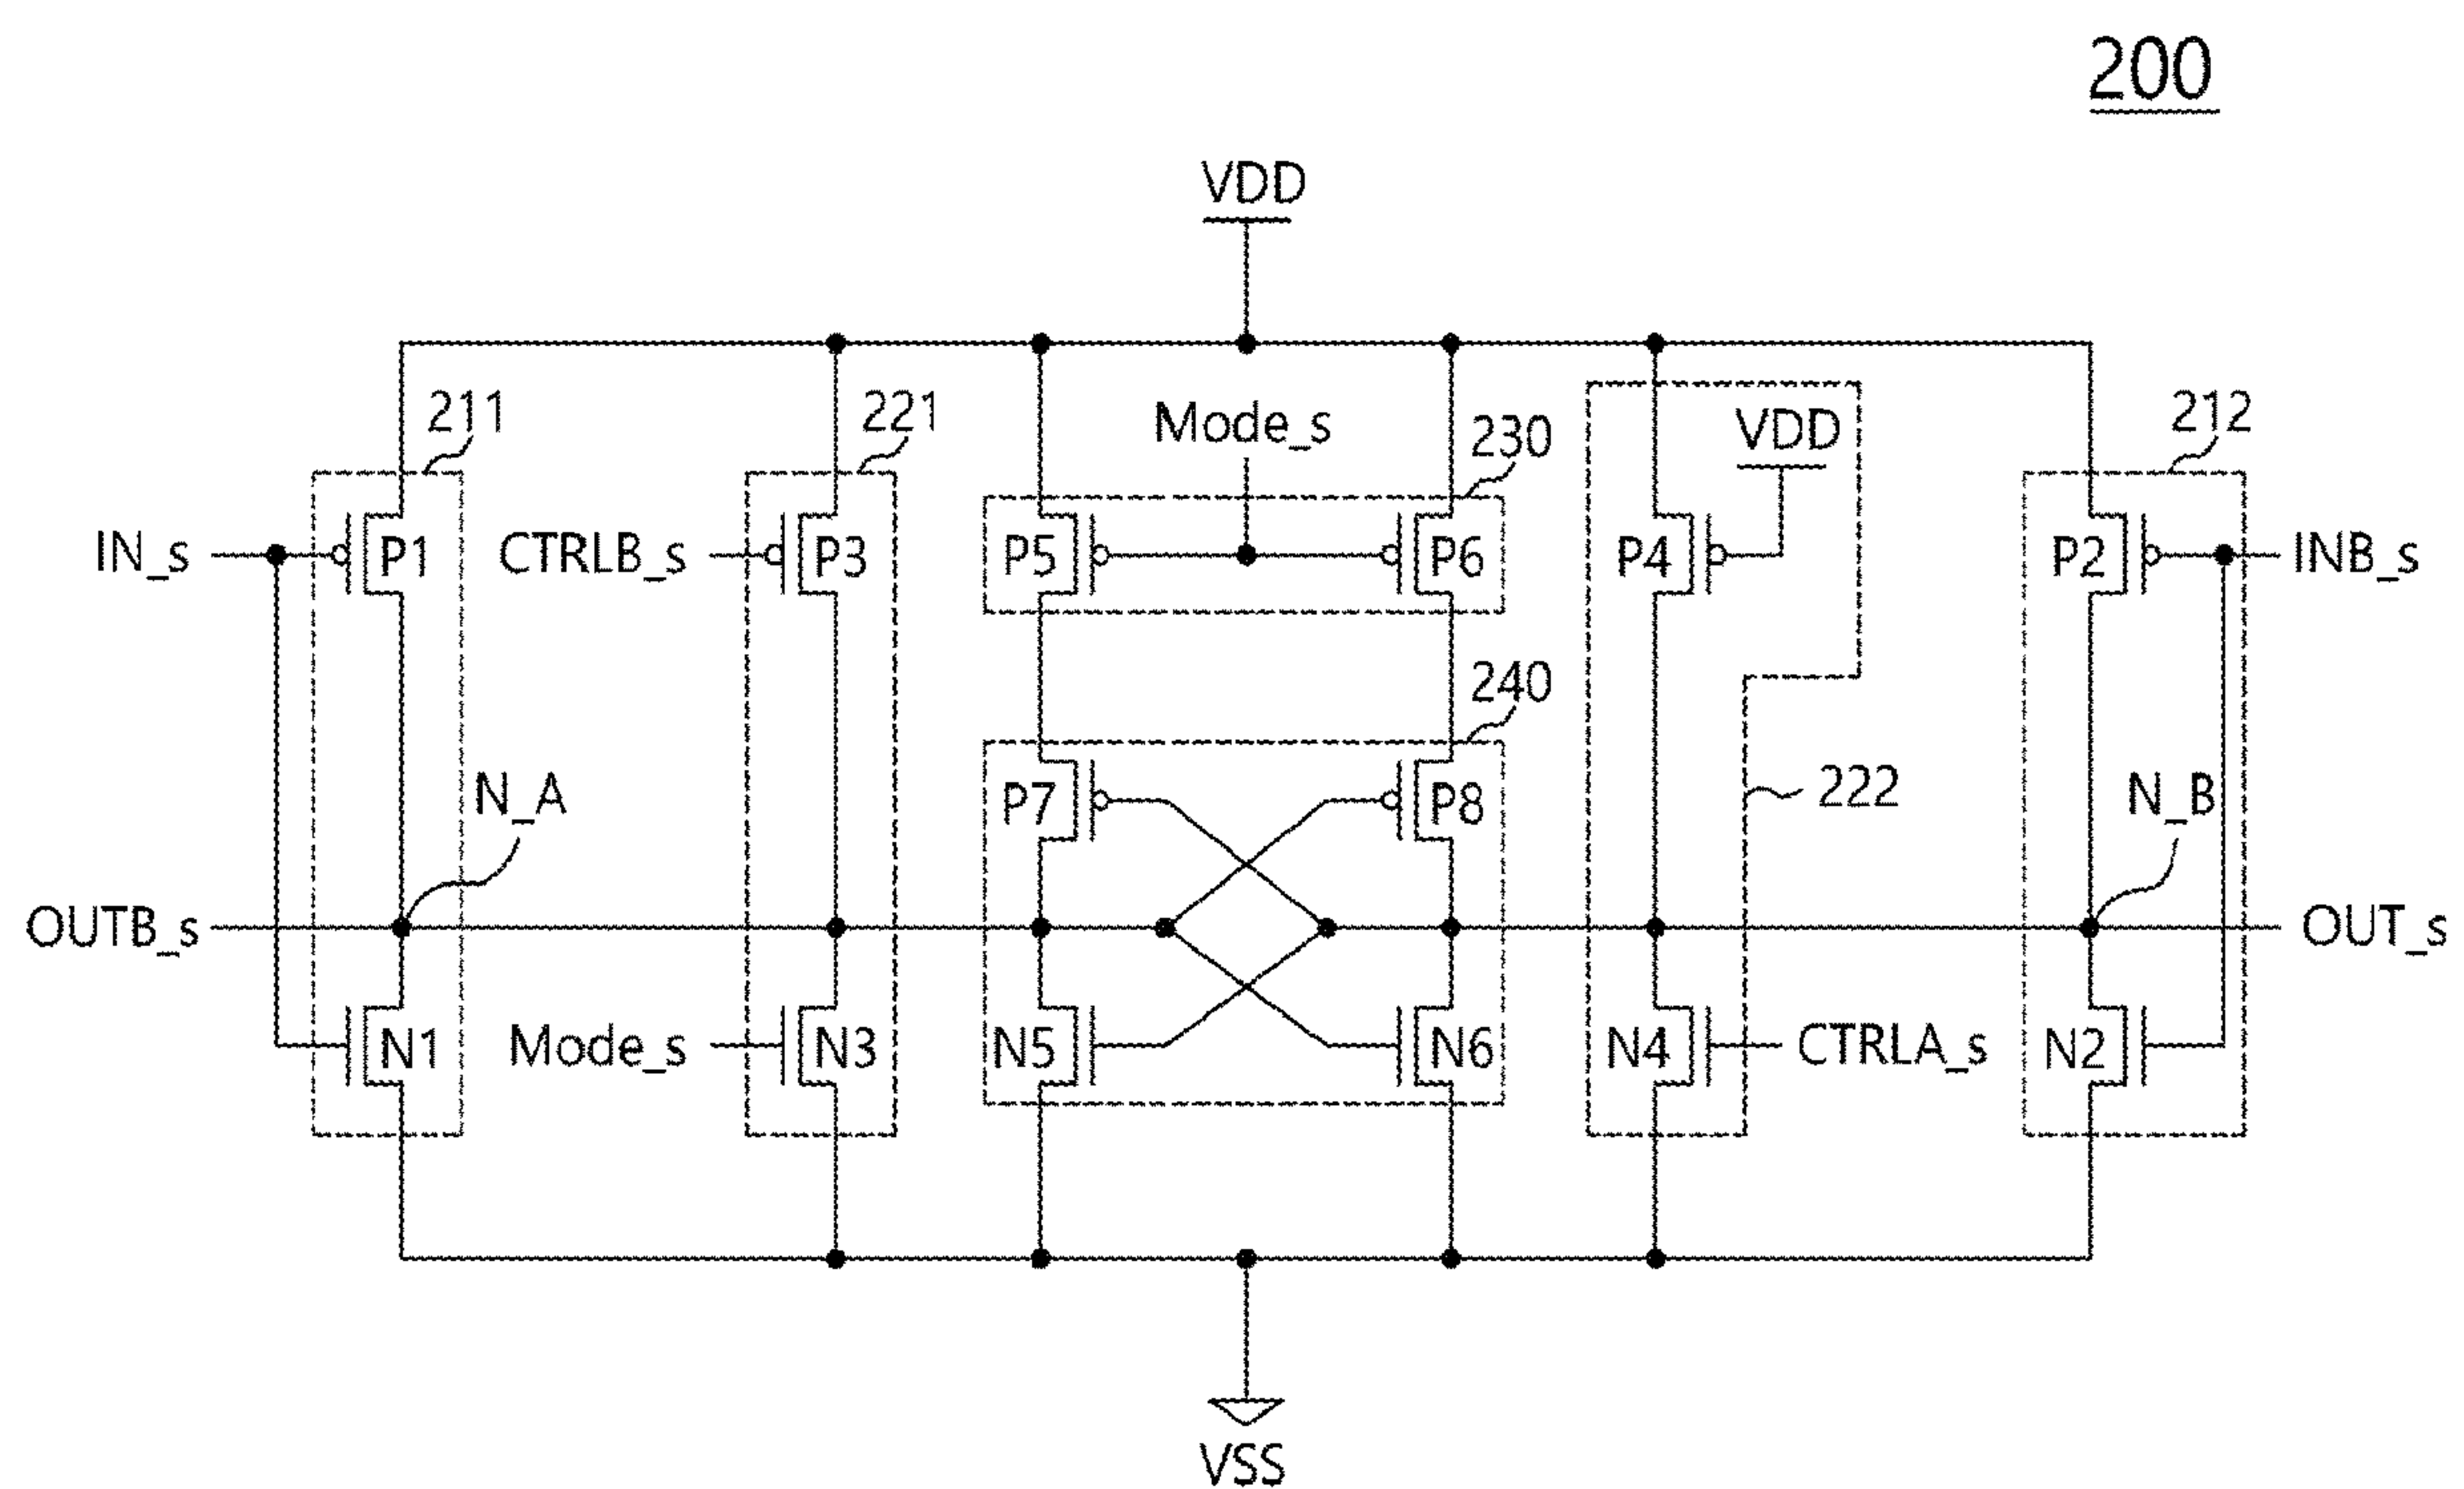 200
VDD
211
221
Mode_s
230
VDD
212
IN_s
P1
CTRLB_s
P3
P5
P6
P4
P2
INB_s
240
N_A
P7
P8
222
N_B
OUTB_s
OUT_s
N1
Mode_s
N3
N5
N6
N4
CTRLA_s
N2
VSS